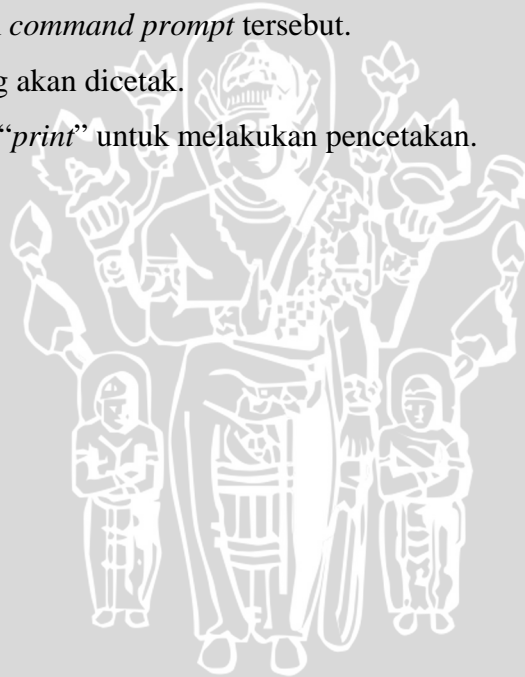 command prompt tersebut.
g akan dicetak.
“print” untuk melakukan pencetakan.